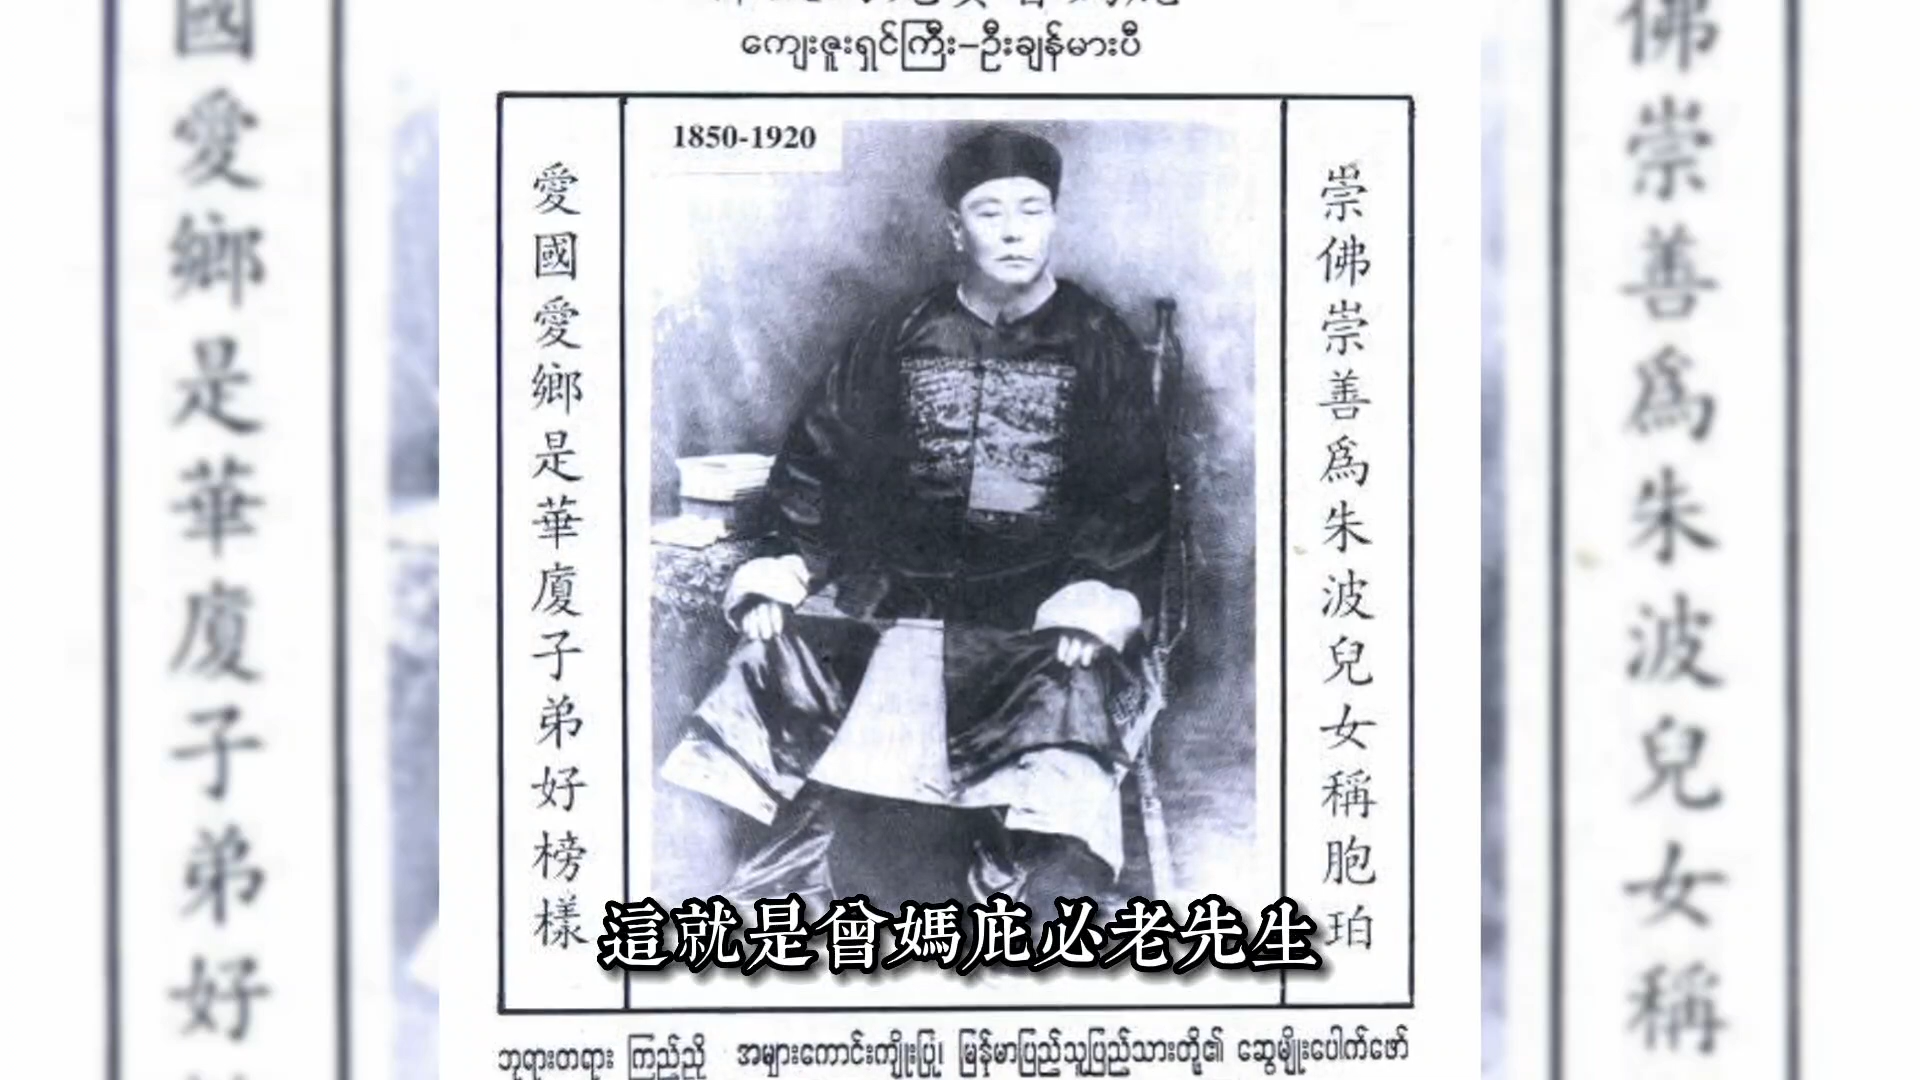 ကျေးဇူးရှင်ကြီး–ဦးချန်မားပီ
1850-1920
崇佛崇善爲朱波兒女稱胞珀
愛國愛鄉是華廈子弟好榜樣
這就是曾媽庇必老先生
ဘုရားတရား ကြည်ညို အများကောင်းကျိုးပြု၊ မြန်မာပြည်သူပြည်သားတို့၏ ဆွေမျိုးပေါက်ဖော်
國愛鄉是華廈子弟好
佛崇善爲朱波兒女稱